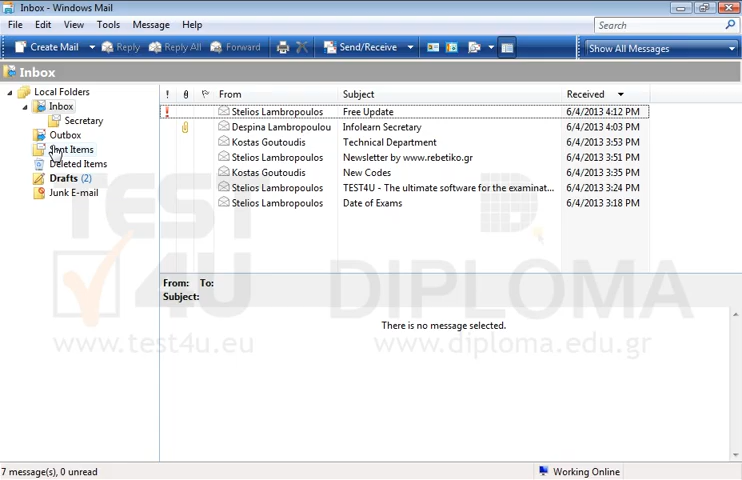 Inbox - Windows Mail
File Edit View Tools Message Help
Search
Create Mail Reply Reply All Forward Send/Receive Show All Messages
Inbox
Local Folders
Inbox
Secretary
Outbox
Sent Items
Deleted Items
Drafts (2)
Junk E-mail
! From Subject Received
! Stelios Lambropoulos Free Update 6/4/2013 4:12 PM
Despina Lambropoulou Infolearn Secretary 6/4/2013 4:03 PM
Kostas Goutoudis Technical Department 6/4/2013 3:53 PM
Stelios Lambropoulos Newsletter by www.rebetiko.gr 6/4/2013 3:51 PM
Kostas Goutoudis New Codes 6/4/2013 3:35 PM
Stelios Lambropoulos TEST4U - The ultimate software for the examinat... 6/4/2013 3:24 PM
Stelios Lambropoulos Date of Exams 6/4/2013 3:18 PM
From: To:
Subject:
There is no message selected.
TEST
4U DIPLOMA
www.test4u.eu www.diploma.edu.gr
7 message(s), 0 unread Working Online